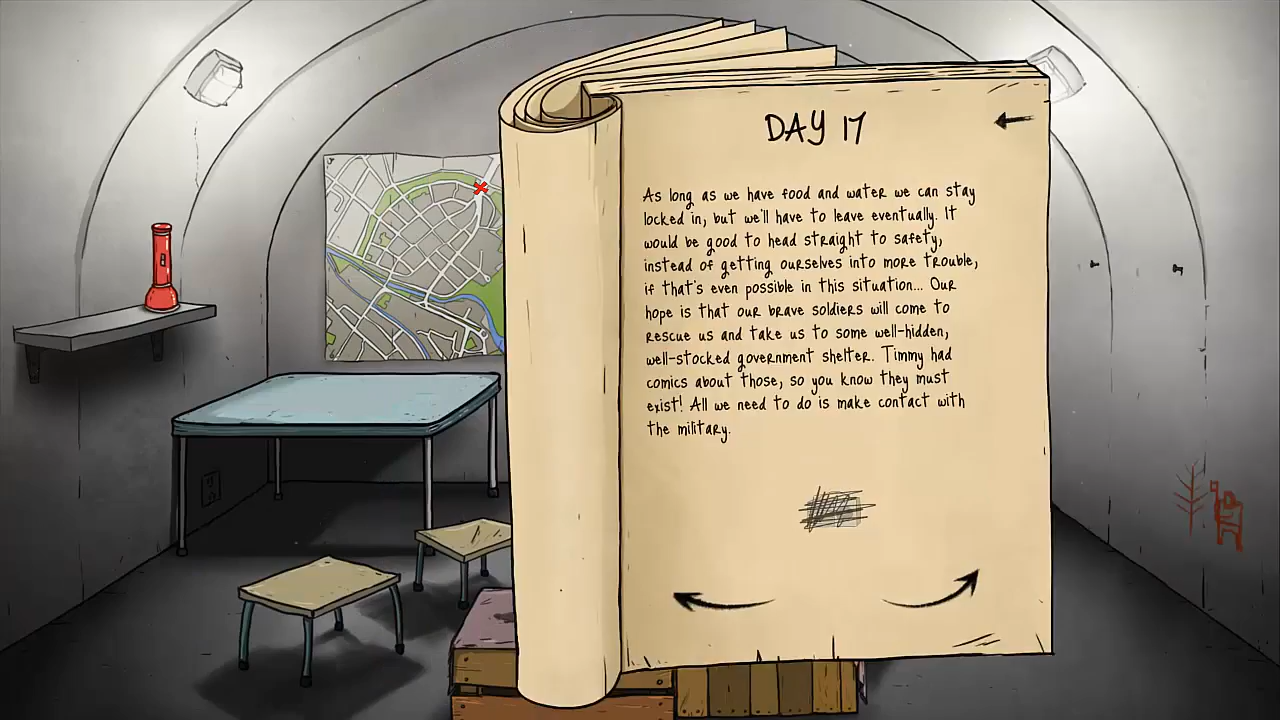 DAY 17
As long as we have food and water we can stay
locked in, but we'll have to leave eventually. It
would be good to head straight to safety,
instead of getting ourselves into more trouble,
if that's even possible in this situation... Our
hope is that our brave soldiers will come to
rescue us and take us to some well-hidden,
well-stocked government shelter. Timmy had
comics about those, so you know they must
exist! All we need to do is make contact with
the military.